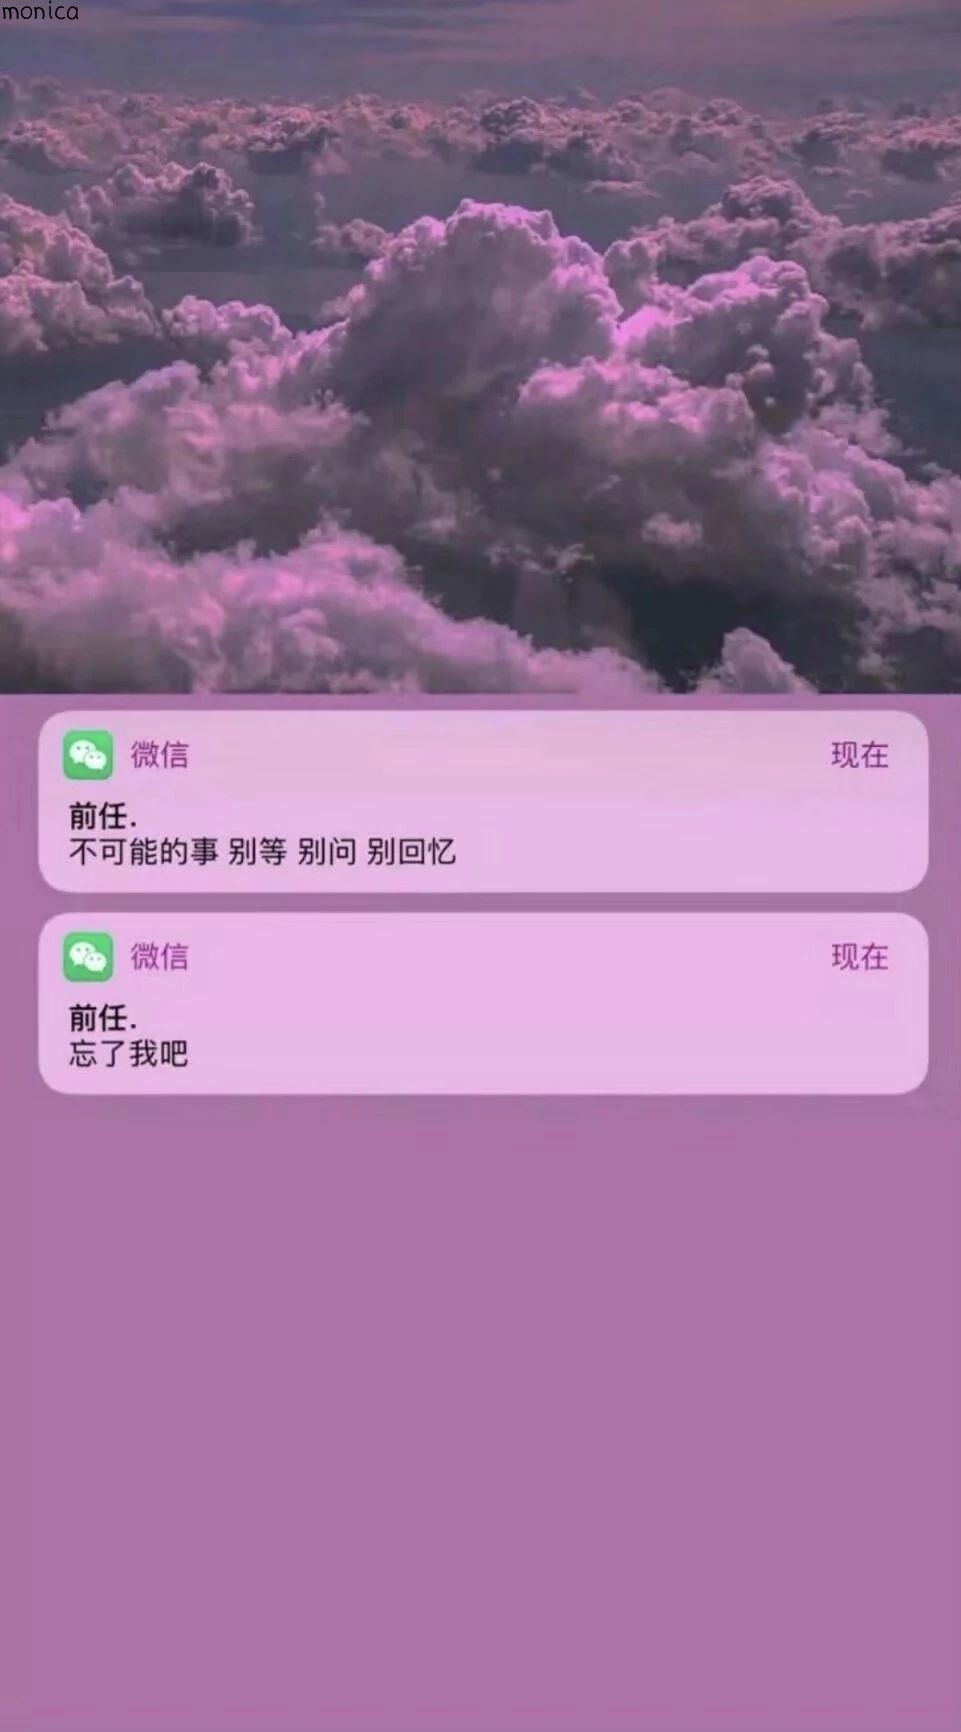 monica
微信 现在
前任.
不可能的事 别等 别问 别回忆
微信 现在
前任.
忘了我吧